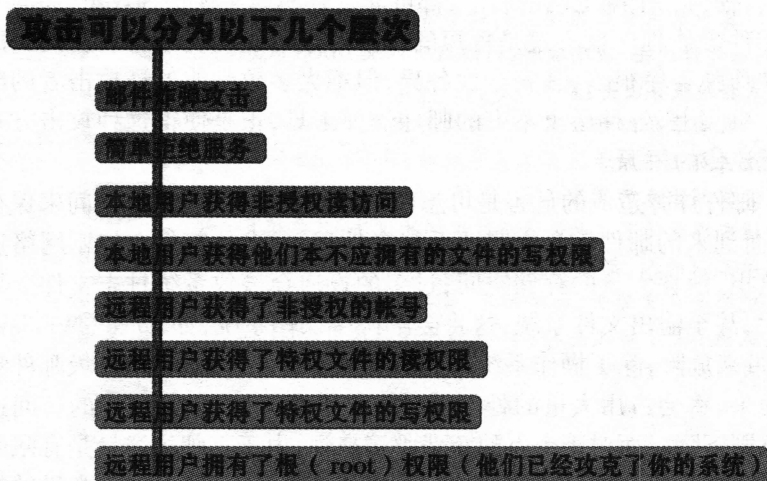 攻击可以分为以下几个层次
邮件炸弹攻击
简单拒绝服务
本地用户获得非授权读访问
本地用户获得他们本不应拥有的文件的写权限
远程用户获得了非授权的帐号
远程用户获得了特权文件的读权限
远程用户获得了特权文件的写权限
远程用户拥有了根（root）权限（他们已经攻克了你的系统）